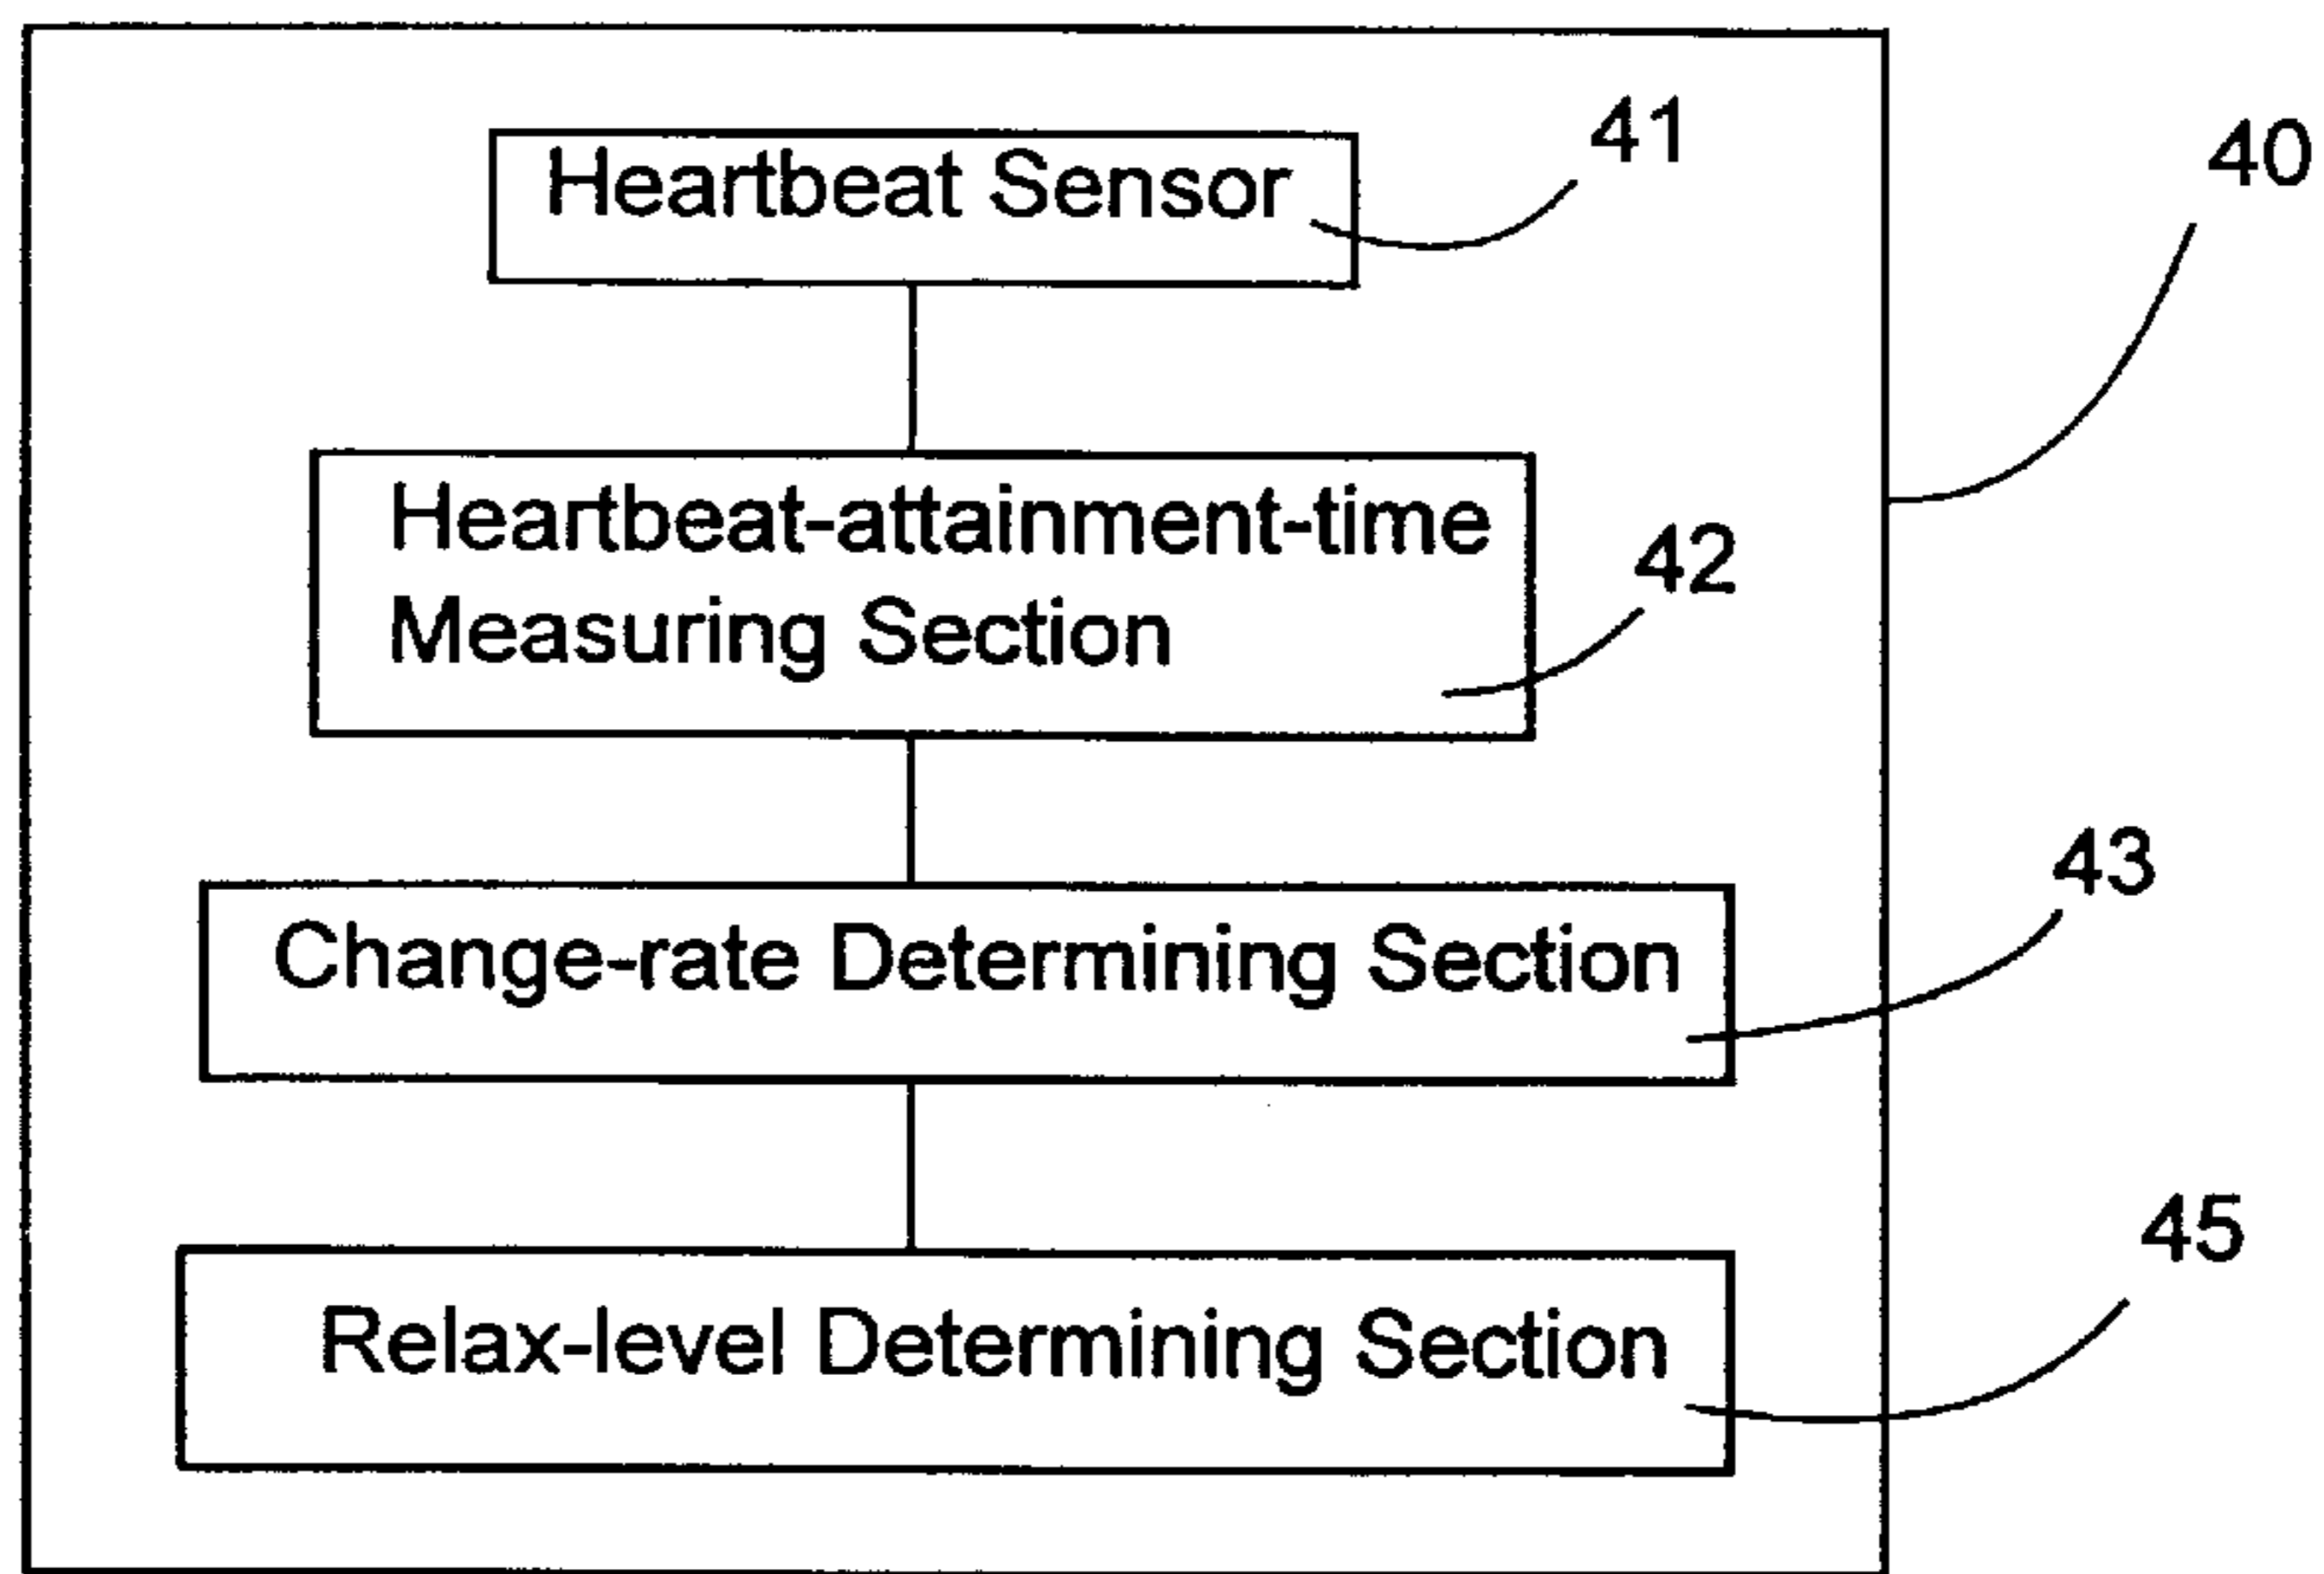 41
40
Heartbeat Sensor
Heartbeat-attainment-time
42
Measuring Section
43
Change-rate Determining Section
45
Relax-level Determining Section